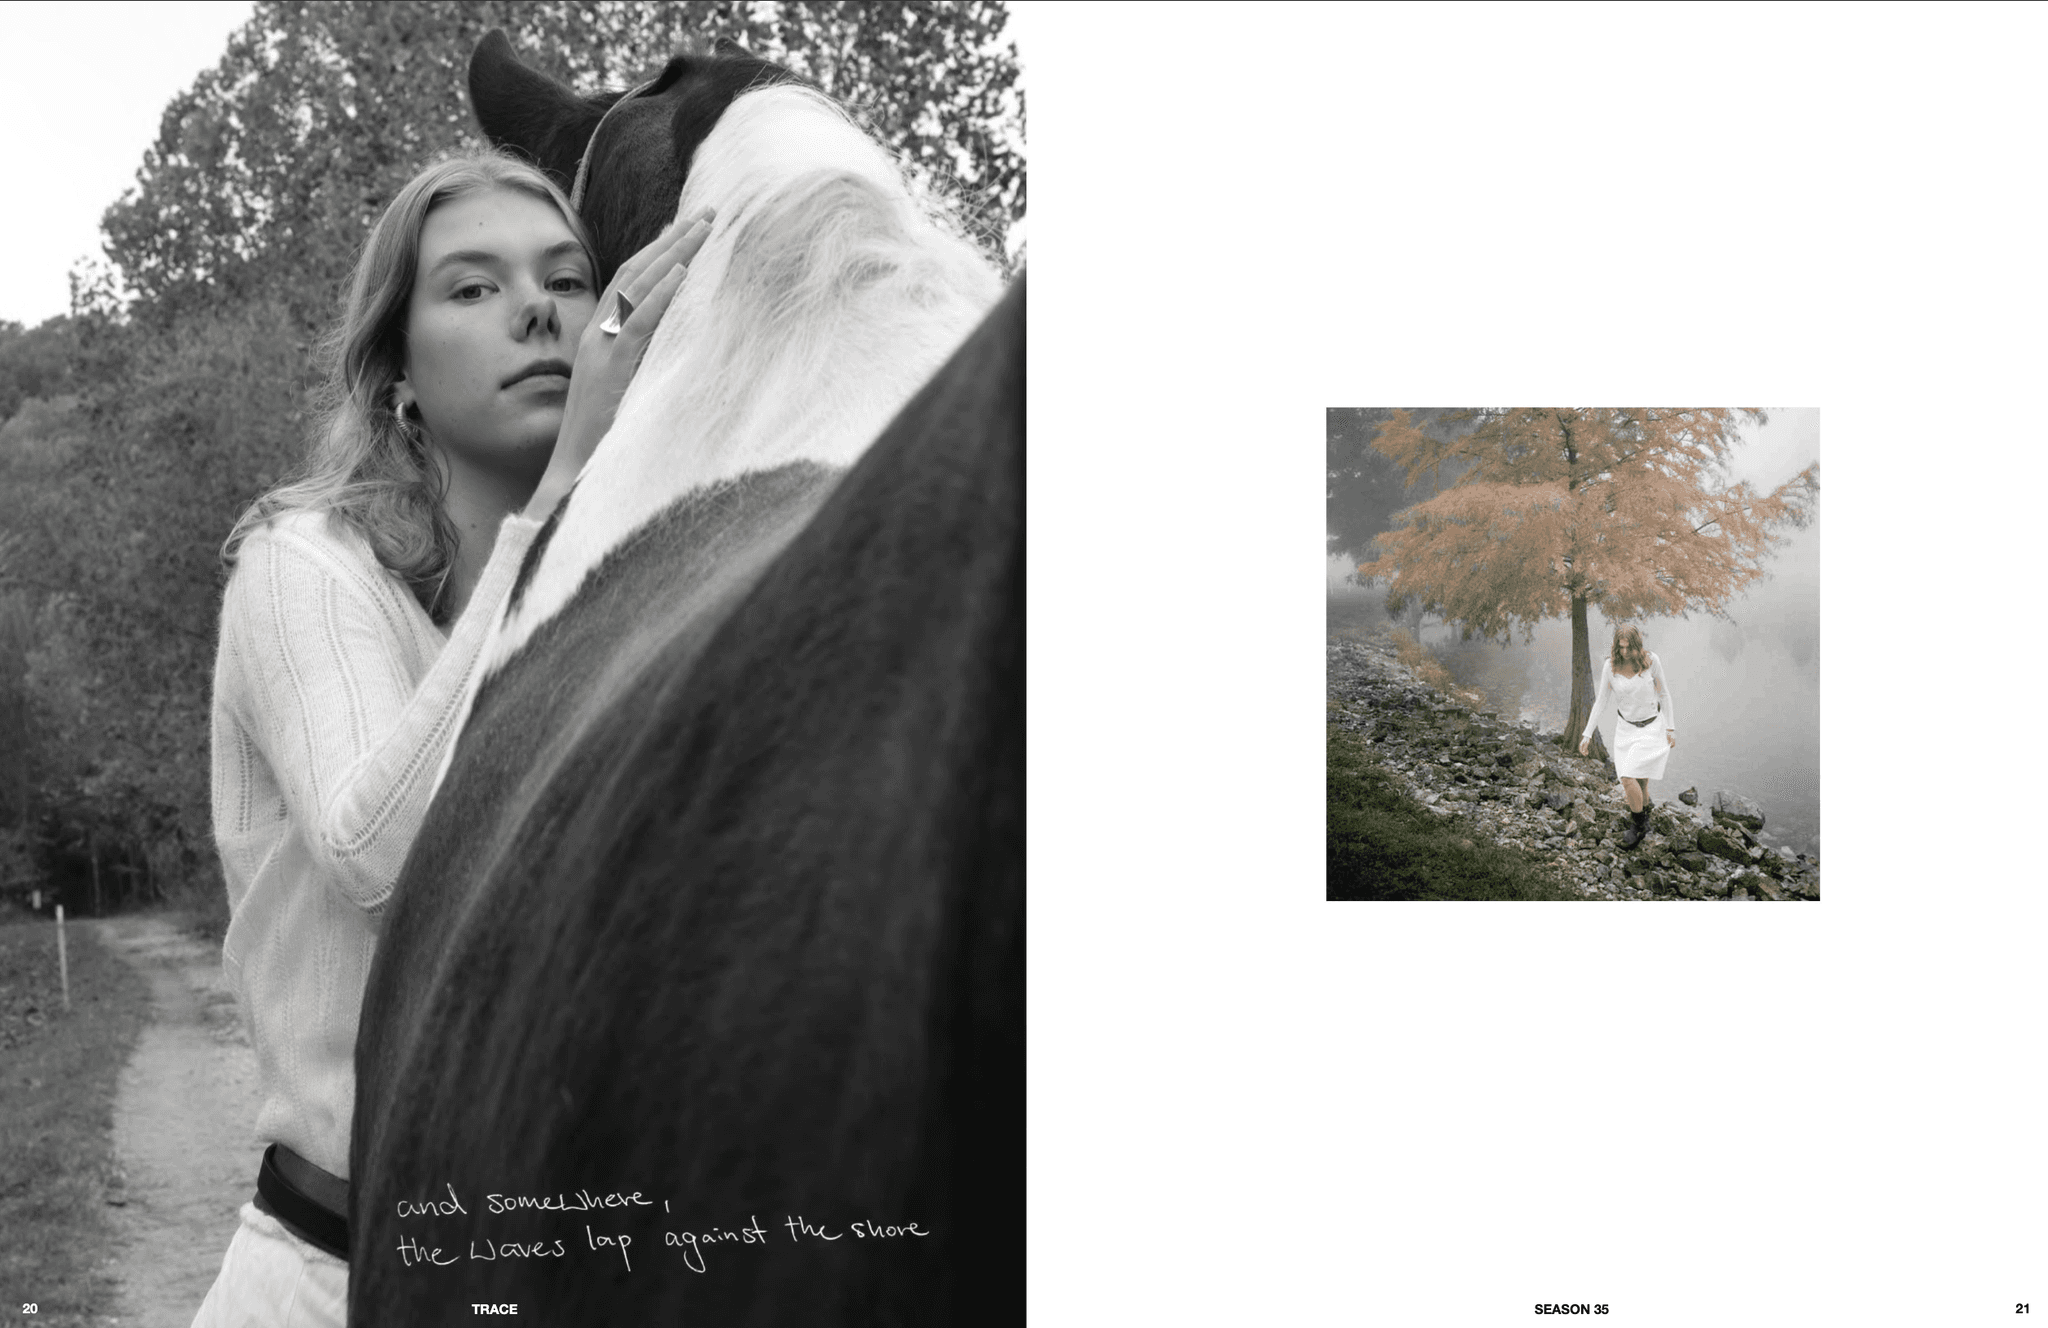 and somewhere,
the waves lap against the shore
20
TRACE
SEASON 35
21